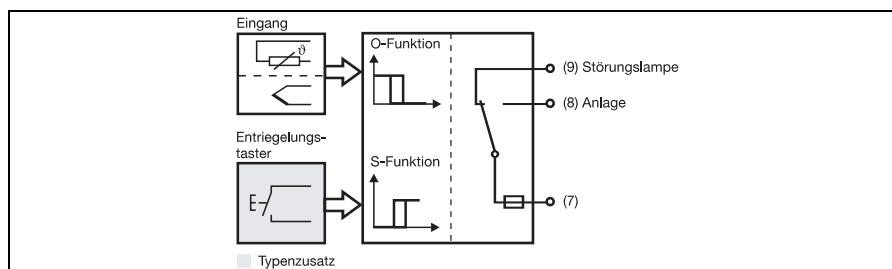 Eingang
ϑ
O-Funktion
(9) Störungslampe
(8) Anlage
Entriegelungs-
taster
S-Funktion
E
(7)
Typenzusatz